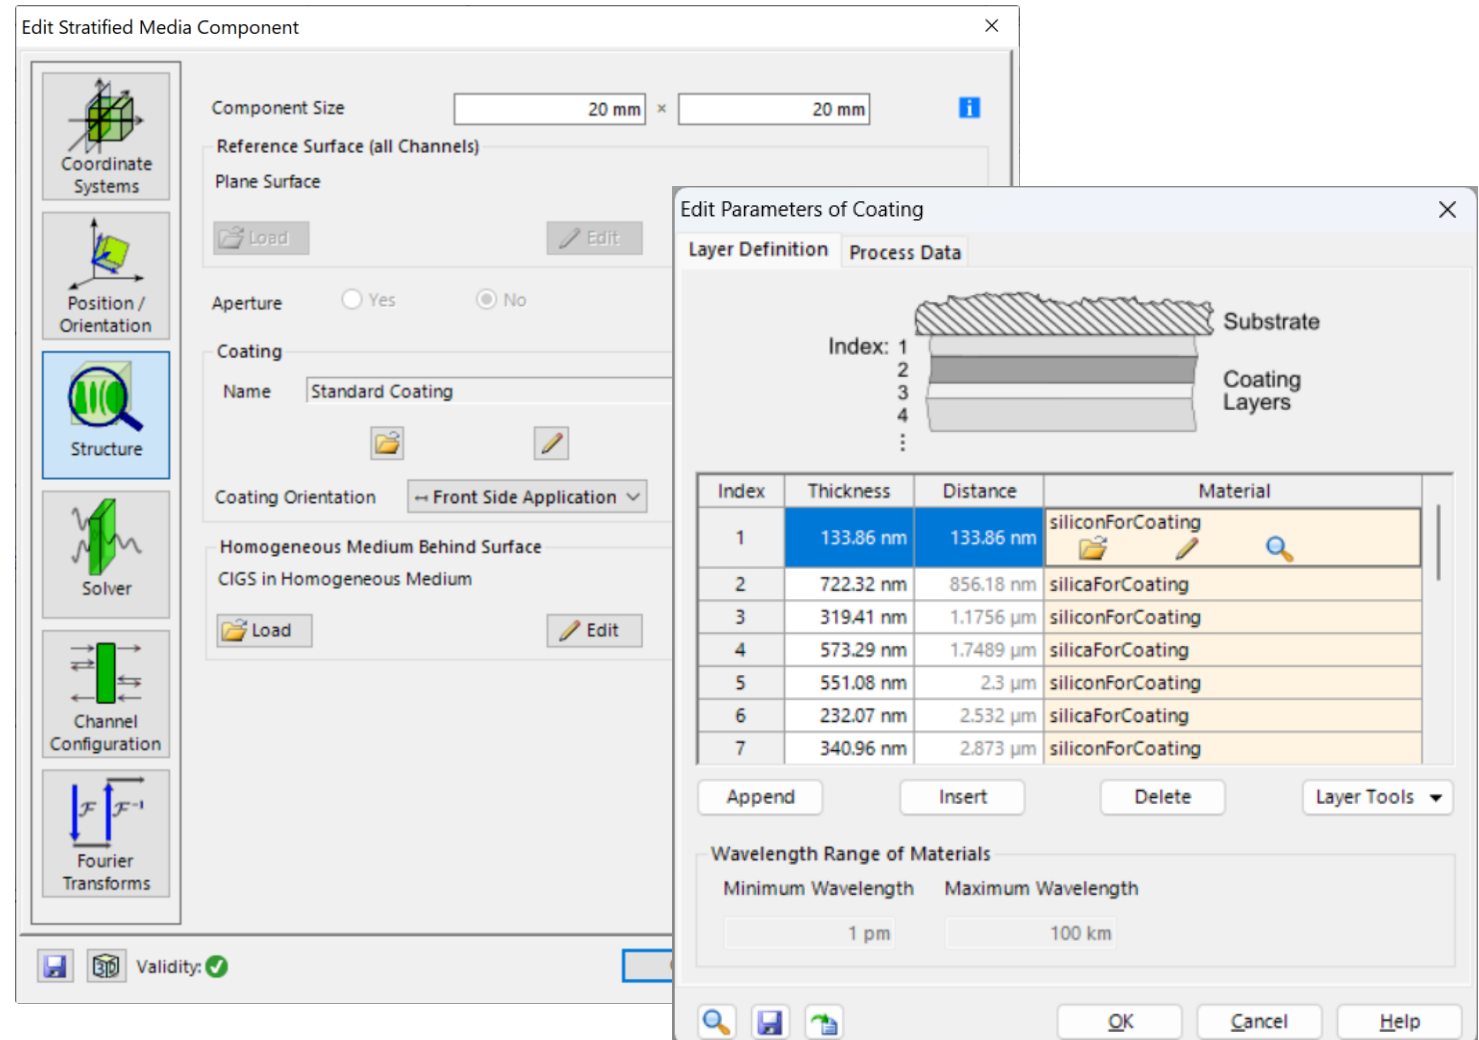 Edit Stratified Media Component
Coordinate
Systems
Position /
Orientation
Structure
Solver
Channel
Configuration
Fourier
Transforms
Component Size
20 mm
×
20 mm
Reference Surface (all Channels)
Plane Surface
Load
Edit
Aperture
Yes
No
Coating
Name
Standard Coating
Coating Orientation
Front Side Application
Homogeneous Medium Behind Surface
CIGS in Homogeneous Medium
Load
Edit
Validity:
Edit Parameters of Coating
Layer Definition
Process Data
Substrate
Index: 1
2
3
4
Coating
Layers
Index Thickness Distance Material
1 133.86 nm 133.86 nm siliconForCoating
2 722.32 nm 856.18 nm silicaForCoating
3 319.41 nm 1.1756 µm siliconForCoating
4 573.29 nm 1.7489 µm silicaForCoating
5 551.08 nm 2.3 µm siliconForCoating
6 232.07 nm 2.532 µm silicaForCoating
7 340.96 nm 2.873 µm siliconForCoating
Append
Insert
Delete
Layer Tools
Wavelength Range of Materials
Minimum Wavelength
Maximum Wavelength
1 pm
100 km
OK
Cancel
Help